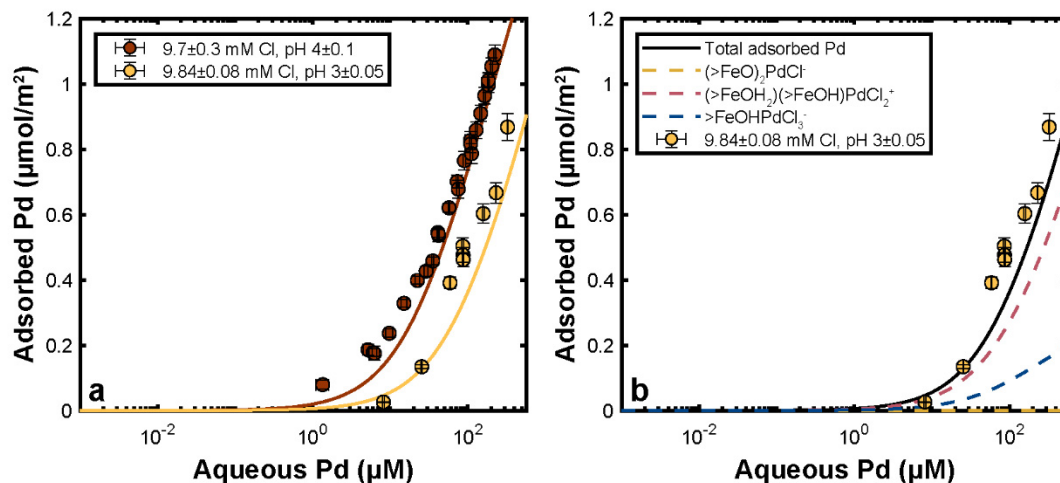 1.2
1
0.8
0.6
0.4
0.2
0
Adsorbed Pd (µmol/m²)
9.7±0.3 mM Cl, pH 4±0.1
9.84±0.08 mM Cl, pH 3±0.05
a
10⁻²
10⁰
10²
Aqueous Pd (µM)
1.2
1
0.8
0.6
0.4
0.2
0
Adsorbed Pd (µmol/m²)
Total adsorbed Pd
(>FeO)₂PdCl⁻
(>FeOH₂)(>FeOH)PdCl₂⁺
>FeOHPdCl₃⁻
9.84±0.08 mM Cl, pH 3±0.05
b
10⁻²
10⁰
10²
Aqueous Pd (µM)